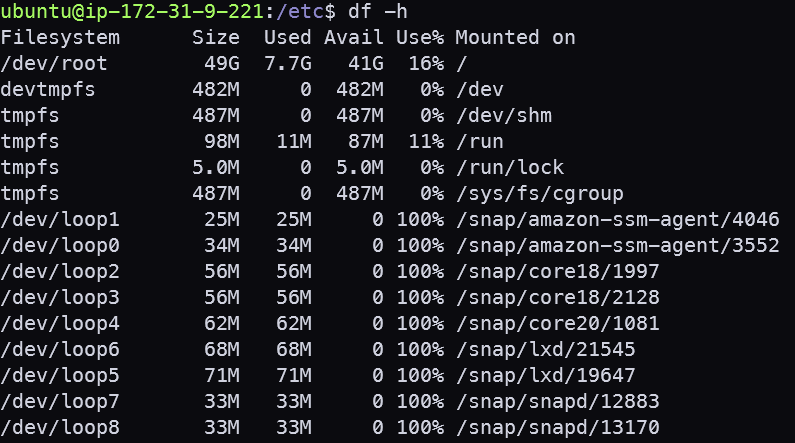 ubuntu@ip-172-31-9-221:/etc$ df -h
Filesystem      Size  Used Avail Use% Mounted on
/dev/root        49G  7.7G   41G  16% /
devtmpfs        482M     0  482M   0% /dev
tmpfs           487M     0  487M   0% /dev/shm
tmpfs            98M   11M   87M  11% /run
tmpfs           5.0M     0  5.0M   0% /run/lock
tmpfs           487M     0  487M   0% /sys/fs/cgroup
/dev/loop1       25M   25M     0 100% /snap/amazon-ssm-agent/4046
/dev/loop0       34M   34M     0 100% /snap/amazon-ssm-agent/3552
/dev/loop2       56M   56M     0 100% /snap/core18/1997
/dev/loop3       56M   56M     0 100% /snap/core18/2128
/dev/loop4       62M   62M     0 100% /snap/core20/1081
/dev/loop6       68M   68M     0 100% /snap/lxd/21545
/dev/loop5       71M   71M     0 100% /snap/lxd/19647
/dev/loop7       33M   33M     0 100% /snap/snapd/12883
/dev/loop8       33M   33M     0 100% /snap/snapd/13170